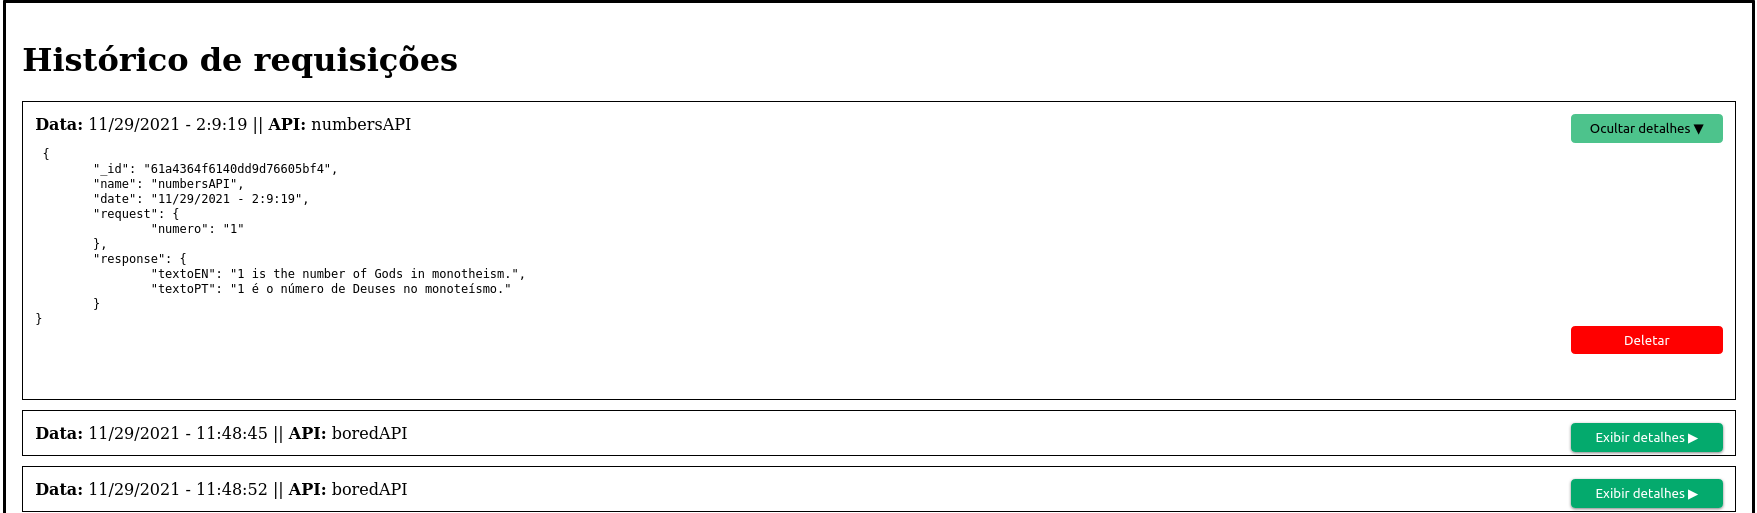 Histórico de requisições
Data: 11/29/2021 - 2:9:19 || API: numbersAPI
Ocultar detalhes ▼
{
"_id": "61a4364f6140dd9d76605bf4",
"name": "numbersAPI",
"date": "11/29/2021 - 2:9:19",
"request": {
"numero": "1"
},
"response": {
"textoEN": "1 is the number of Gods in monotheism.",
"textoPT": "1 é o número de Deuses no monoteísmo."
}
}
Deletar
Data: 11/29/2021 - 11:48:45 || API: boredAPI
Exibir detalhes ▶
Data: 11/29/2021 - 11:48:52 || API: boredAPI
Exibir detalhes ▶